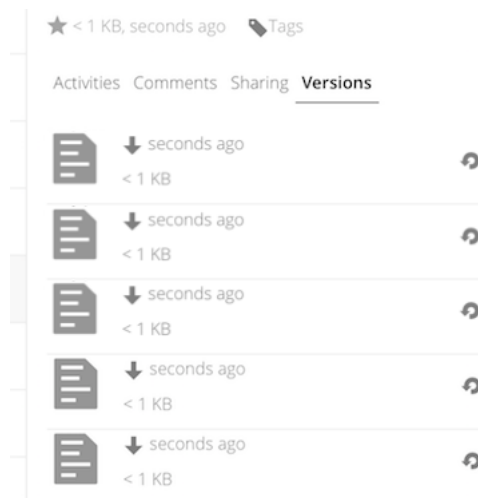 < 1 KB, seconds ago Tags
Activities Comments Sharing Versions
seconds ago
< 1 KB
seconds ago
< 1 KB
seconds ago
< 1 KB
seconds ago
< 1 KB
seconds ago
< 1 KB